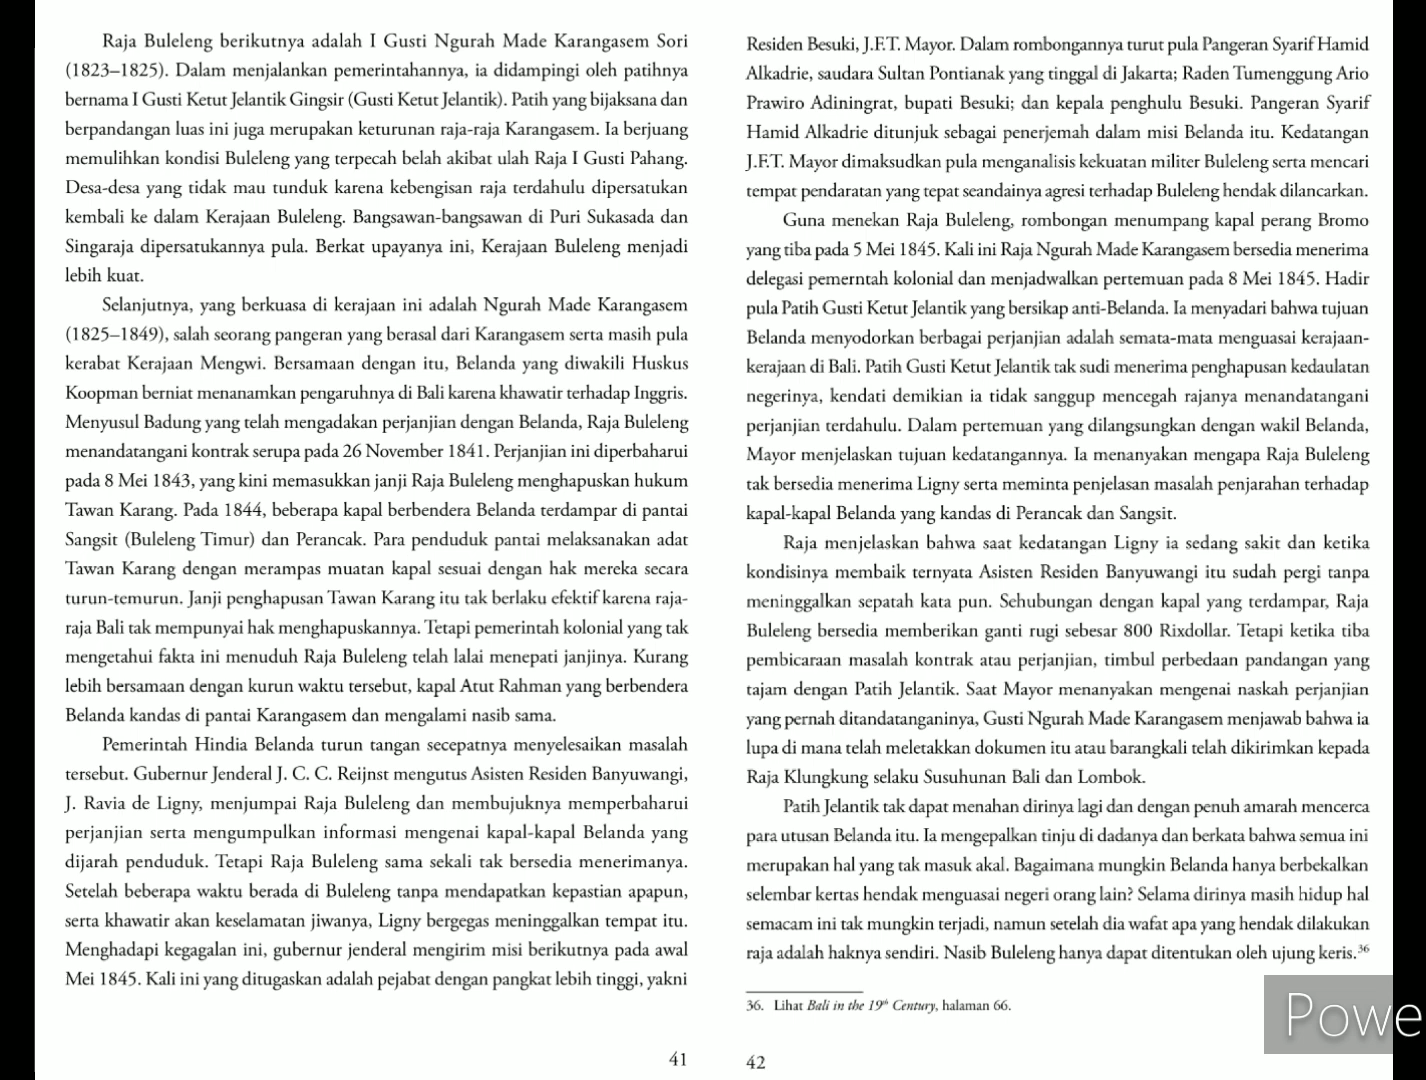 Raja Buleleng berikutnya adalah I Gusti Ngurah Made Karangasem Sori
(1823–1825). Dalam menjalankan pemerintahannya, ia didampingi oleh patihnya
bernama I Gusti Ketut Jelantik Gingsir (Gusti Ketut Jelantik). Patih yang bijaksana dan
berpandangan luas ini juga merupakan keturunan raja-raja Karangasem. Ia berjuang
memulihkan kondisi Buleleng yang terpecah belah akibat ulah Raja I Gusti Pahang.
Desa-desa yang tidak mau tunduk karena kebengisan raja terdahulu dipersatukan
kembali ke dalam Kerajaan Buleleng. Bangsawan-bangsawan di Puri Sukasada dan
Singaraja dipersatukannya pula. Berkat upayanya ini, Kerajaan Buleleng menjadi
lebih kuat.
Selanjutnya, yang berkuasa di kerajaan ini adalah Ngurah Made Karangasem
(1825–1849), salah seorang pangeran yang berasal dari Karangasem serta masih pula
kerabat Kerajaan Mengwi. Bersamaan dengan itu, Belanda yang diwakili Huskus
Koopman berniat menanamkan pengaruhnya di Bali karena khawatir terhadap Inggris.
Menyusul Badung yang telah mengadakan perjanjian dengan Belanda, Raja Buleleng
menandatangani kontrak serupa pada 26 November 1841. Perjanjian ini diperbaharui
pada 8 Mei 1843, yang kini memasukkan janji Raja Buleleng menghapuskan hukum
Tawan Karang. Pada 1844, beberapa kapal berbendera Belanda terdampar di pantai
Sangsit (Buleleng Timur) dan Perancak. Para penduduk pantai melaksanakan adat
Tawan Karang dengan merampas muatan kapal sesuai dengan hak mereka secara
turun-temurun. Janji penghapusan Tawan Karang itu tak berlaku efektif karena raja-
raja Bali tak mempunyai hak menghapuskannya. Tetapi pemerintah kolonial yang tak
mengetahui fakta ini menuduh Raja Buleleng telah lalai menepati janjinya. Kurang
lebih bersamaan dengan kurun waktu tersebut, kapal Atut Rahman yang berbendera
Belanda kandas di pantai Karangasem dan mengalami nasib sama.
Pemerintah Hindia Belanda turun tangan secepatnya menyelesaikan masalah
tersebut. Gubernur Jenderal J. C. C. Reijnst mengutus Asisten Residen Banyuwangi,
J. Ravia de Ligny, menjumpai Raja Buleleng dan membujuknya memperbaharui
perjanjian serta mengumpulkan informasi mengenai kapal-kapal Belanda yang
dijarah penduduk. Tetapi Raja Buleleng sama sekali tak bersedia menerimanya.
Setelah beberapa waktu berada di Buleleng tanpa mendapatkan kepastian apapun,
serta khawatir akan keselamatan jiwanya, Ligny bergegas meninggalkan tempat itu.
Menghadapi kegagalan ini, gubernur jenderal mengirim misi berikutnya pada awal
Mei 1845. Kali ini yang ditugaskan adalah pejabat dengan pangkat lebih tinggi, yakni
41
Residen Besuki, J.F.T. Mayor. Dalam rombongannya turut pula Pangeran Syarif Hamid
Alkadrie, saudara Sultan Pontianak yang tinggal di Jakarta; Raden Tumenggung Ario
Prawiro Adiningrat, bupati Besuki; dan kepala penghulu Besuki. Pangeran Syarif
Hamid Alkadrie ditunjuk sebagai penerjemah dalam misi Belanda itu. Kedatangan
J.F.T. Mayor dimaksudkan pula menganalisis kekuatan militer Buleleng serta mencari
tempat pendaratan yang tepat seandainya agresi terhadap Buleleng hendak dilancarkan.
Guna menekan Raja Buleleng, rombongan menumpang kapal perang Bromo
yang tiba pada 5 Mei 1845. Kali ini Raja Ngurah Made Karangasem bersedia menerima
delegasi pemerntah kolonial dan menjadwalkan pertemuan pada 8 Mei 1845. Hadir
pula Patih Gusti Ketut Jelantik yang bersikap anti-Belanda. Ia menyadari bahwa tujuan
Belanda menyodorkan berbagai perjanjian adalah semata-mata menguasai kerajaan-
kerajaan di Bali. Patih Gusti Ketut Jelantik tak sudi menerima penghapusan kedaulatan
negerinya, kendati demikian ia tidak sanggup mencegah rajanya menandatangani
perjanjian terdahulu. Dalam pertemuan yang dilangsungkan dengan wakil Belanda,
Mayor menjelaskan tujuan kedatangannya. Ia menanyakan mengapa Raja Buleleng
tak bersedia menerima Ligny serta meminta penjelasan masalah penjarahan terhadap
kapal-kapal Belanda yang kandas di Perancak dan Sangsit.
Raja menjelaskan bahwa saat kedatangan Ligny ia sedang sakit dan ketika
kondisinya membaik ternyata Asisten Residen Banyuwangi itu sudah pergi tanpa
meninggalkan sepatah kata pun. Sehubungan dengan kapal yang terdampar, Raja
Buleleng bersedia memberikan ganti rugi sebesar 800 Rixdollar. Tetapi ketika tiba
pembicaraan masalah kontrak atau perjanjian, timbul perbedaan pandangan yang
tajam dengan Patih Jelantik. Saat Mayor menanyakan mengenai naskah perjanjian
yang pernah ditandatanganinya, Gusti Ngurah Made Karangasem menjawab bahwa ia
lupa di mana telah meletakkan dokumen itu atau barangkali telah dikirimkan kepada
Raja Klungkung selaku Susuhunan Bali dan Lombok.
Patih Jelantik tak dapat menahan dirinya lagi dan dengan penuh amarah mencerca
para utusan Belanda itu. Ia mengepalkan tinju di dadanya dan berkata bahwa semua ini
merupakan hal yang tak masuk akal. Bagaimana mungkin Belanda hanya berbekalkan
selembar kertas hendak menguasai negeri orang lain? Selama dirinya masih hidup hal
semacam ini tak mungkin terjadi, namun setelah dia wafat apa yang hendak dilakukan
raja adalah haknya sendiri. Nasib Buleleng hanya dapat ditentukan oleh ujung keris.36
36. Lihat Bali in the 19th Century, halaman 66.
42
Powe